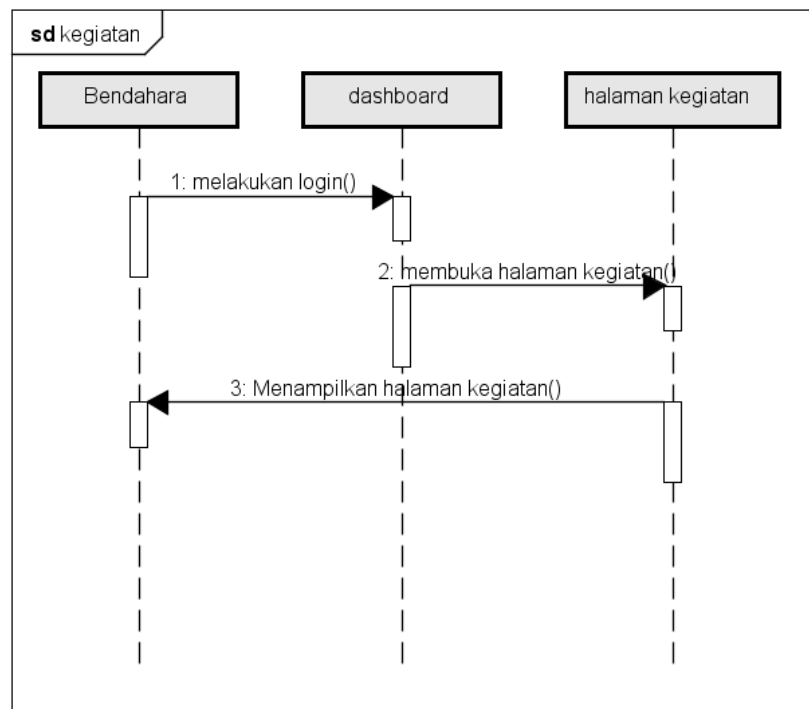 sd kegiatan
Bendahara
dashboard
halaman kegiatan
1: melakukan login()
2: membuka halaman kegiatan()
3: Menampilkan halaman kegiatan()